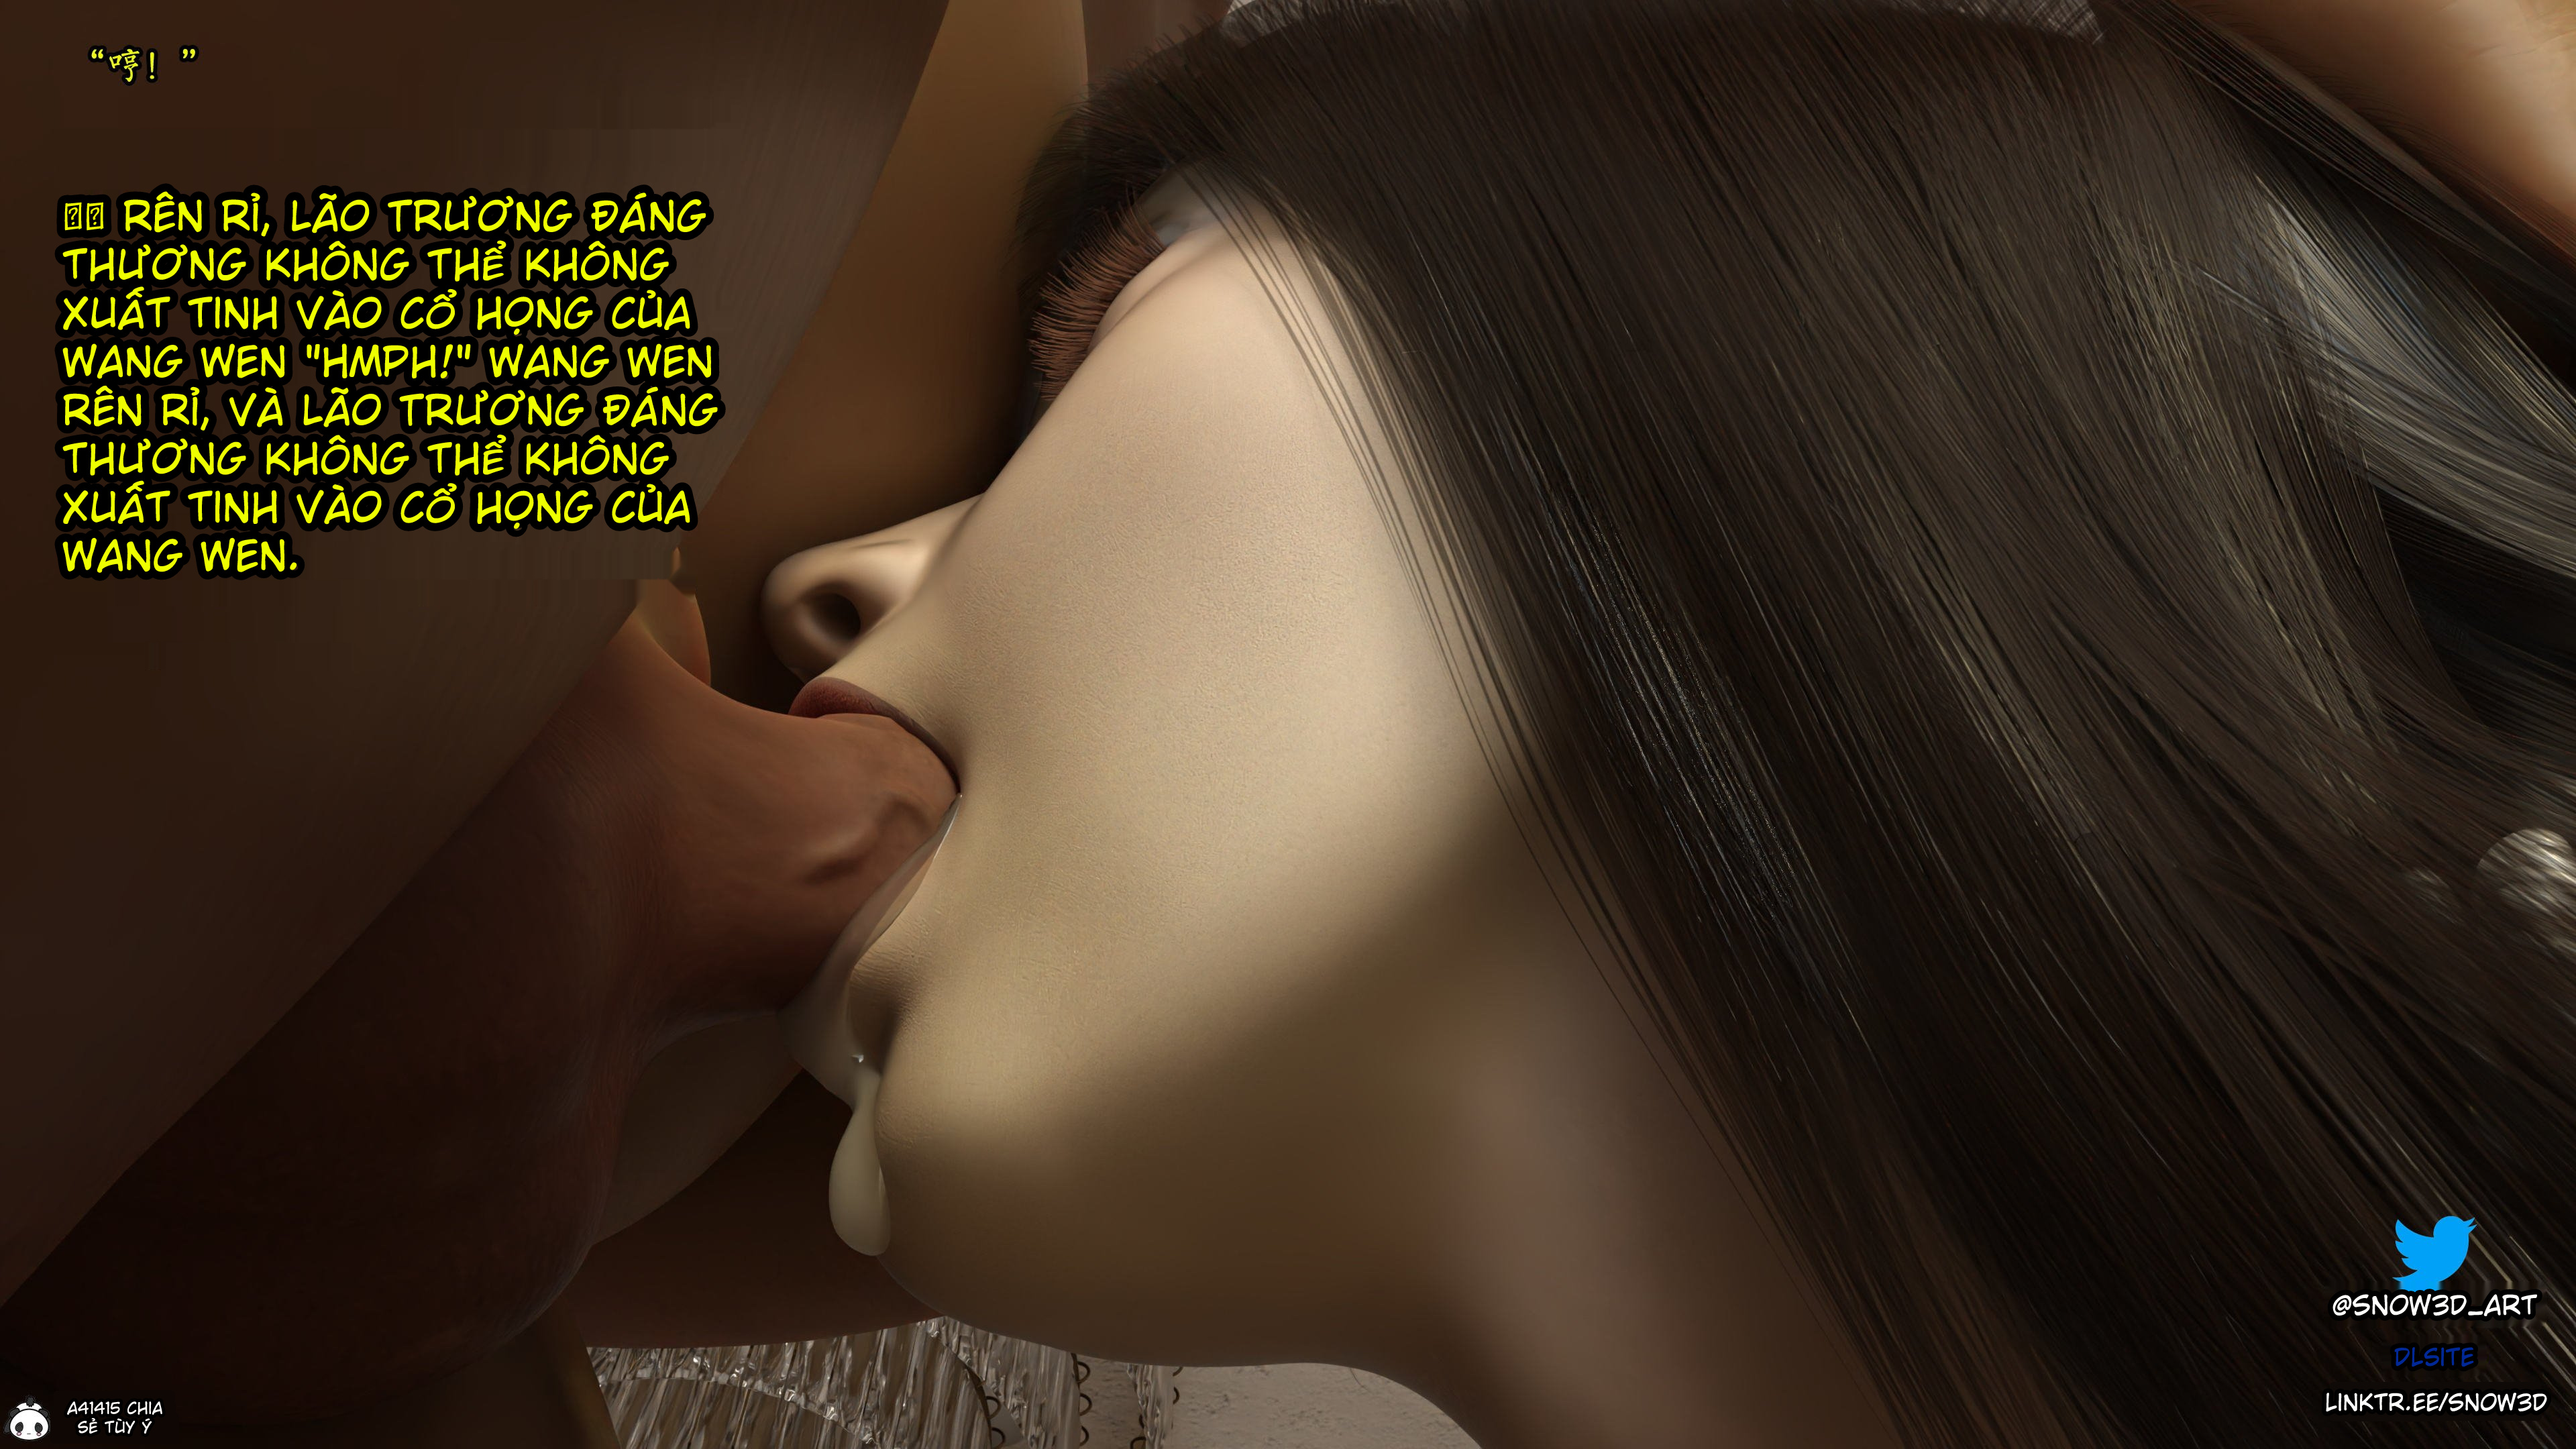 “哼！”
RÊN RỈ, LÃO TRƯƠNG ĐÁNG
THƯƠNG KHÔNG THỂ KHÔNG
XUẤT TINH VÀO CỔ HỌNG CỦA
WANG WEN "HMPH!" WANG WEN
RÊN RỈ, VÀ LÃO TRƯƠNG ĐÁNG
THƯƠNG KHÔNG THỂ KHÔNG
XUẤT TINH VÀO CỔ HỌNG CỦA
WANG WEN.
@SNOW3D_ART
DLSITE
LINKTR.EE/SNOW3D
A41415 CHIA
SẺ TÙY Ý